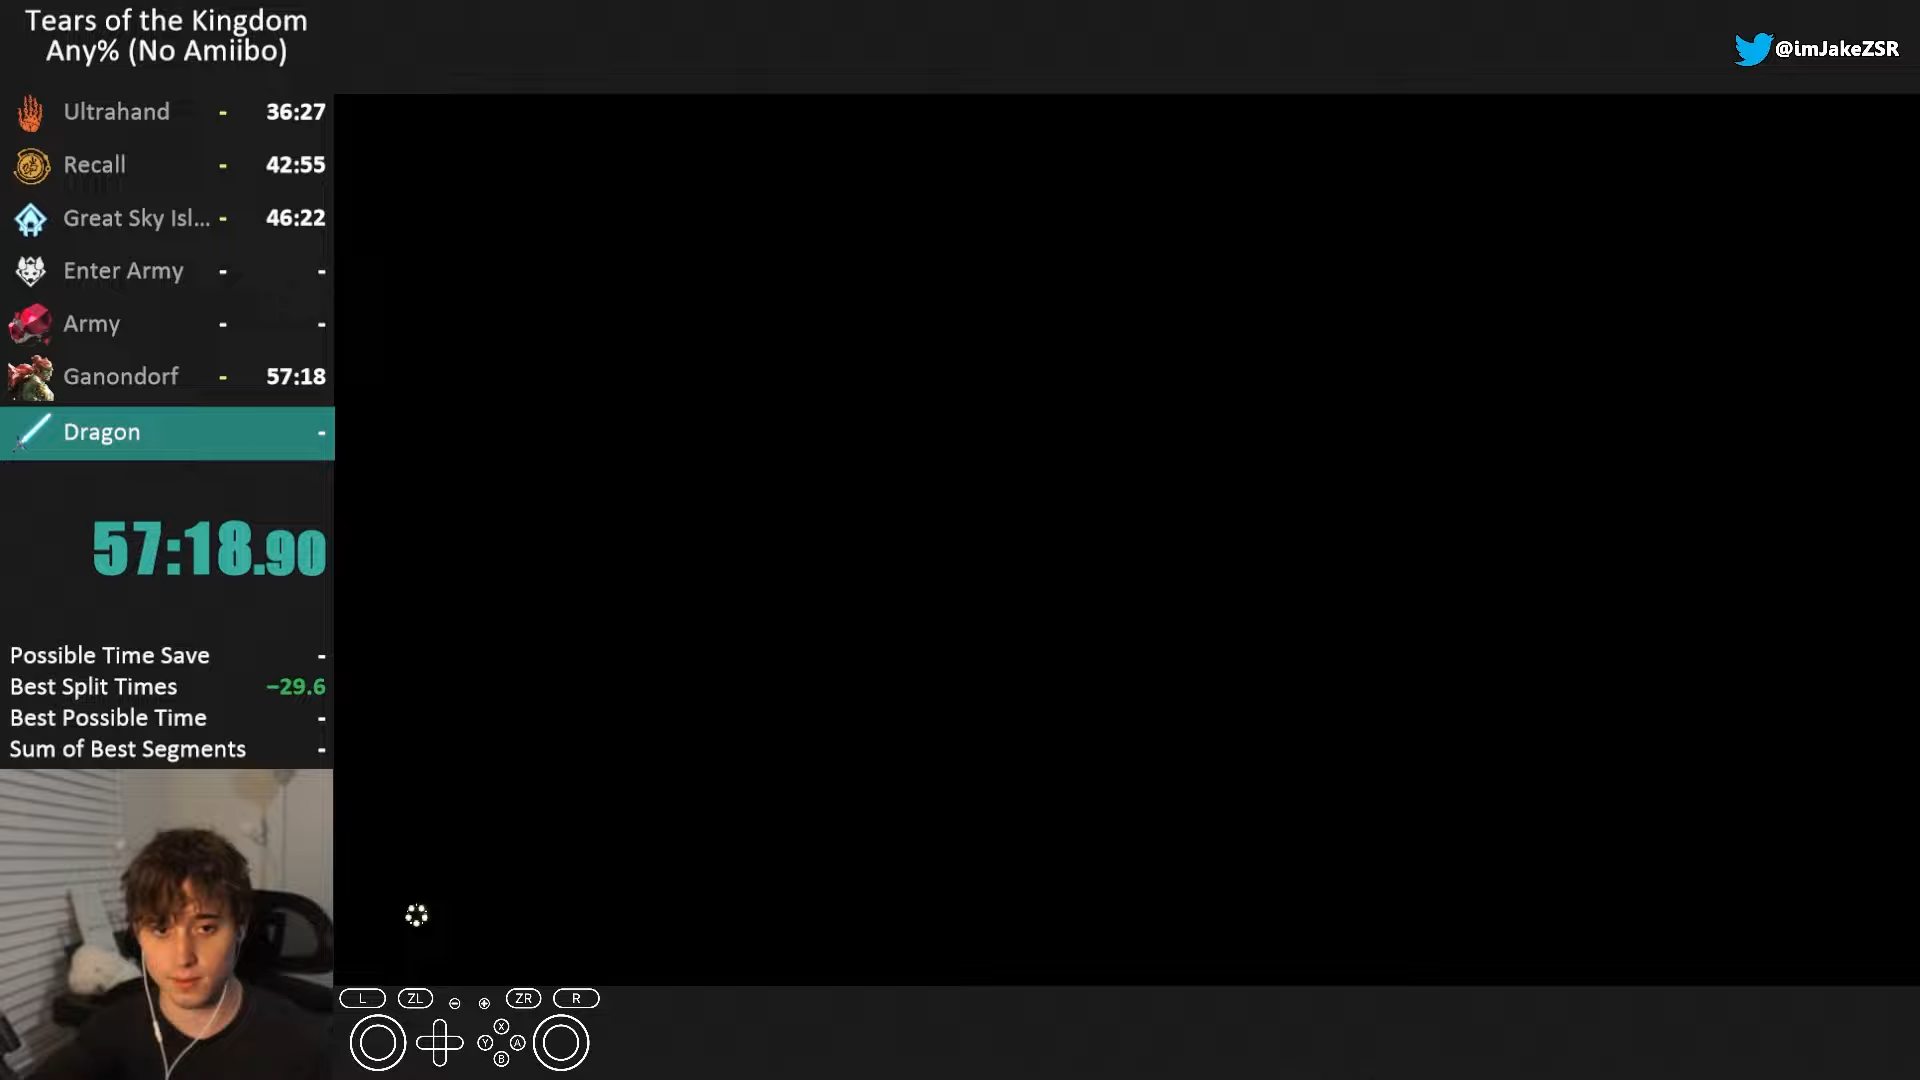 Tears of the Kingdom
Any% (No Amiibo)
@imJakeZSR
Ultrahand - 36:27
Recall - 42:55
Great Sky Isl... - 46:22
Enter Army - -
Army - -
Ganondorf - 57:18
Dragon -
57:18.90
Possible Time Save -
Best Split Times −29.6
Best Possible Time -
Sum of Best Segments -
L ZL ZR R
X
Y A
B